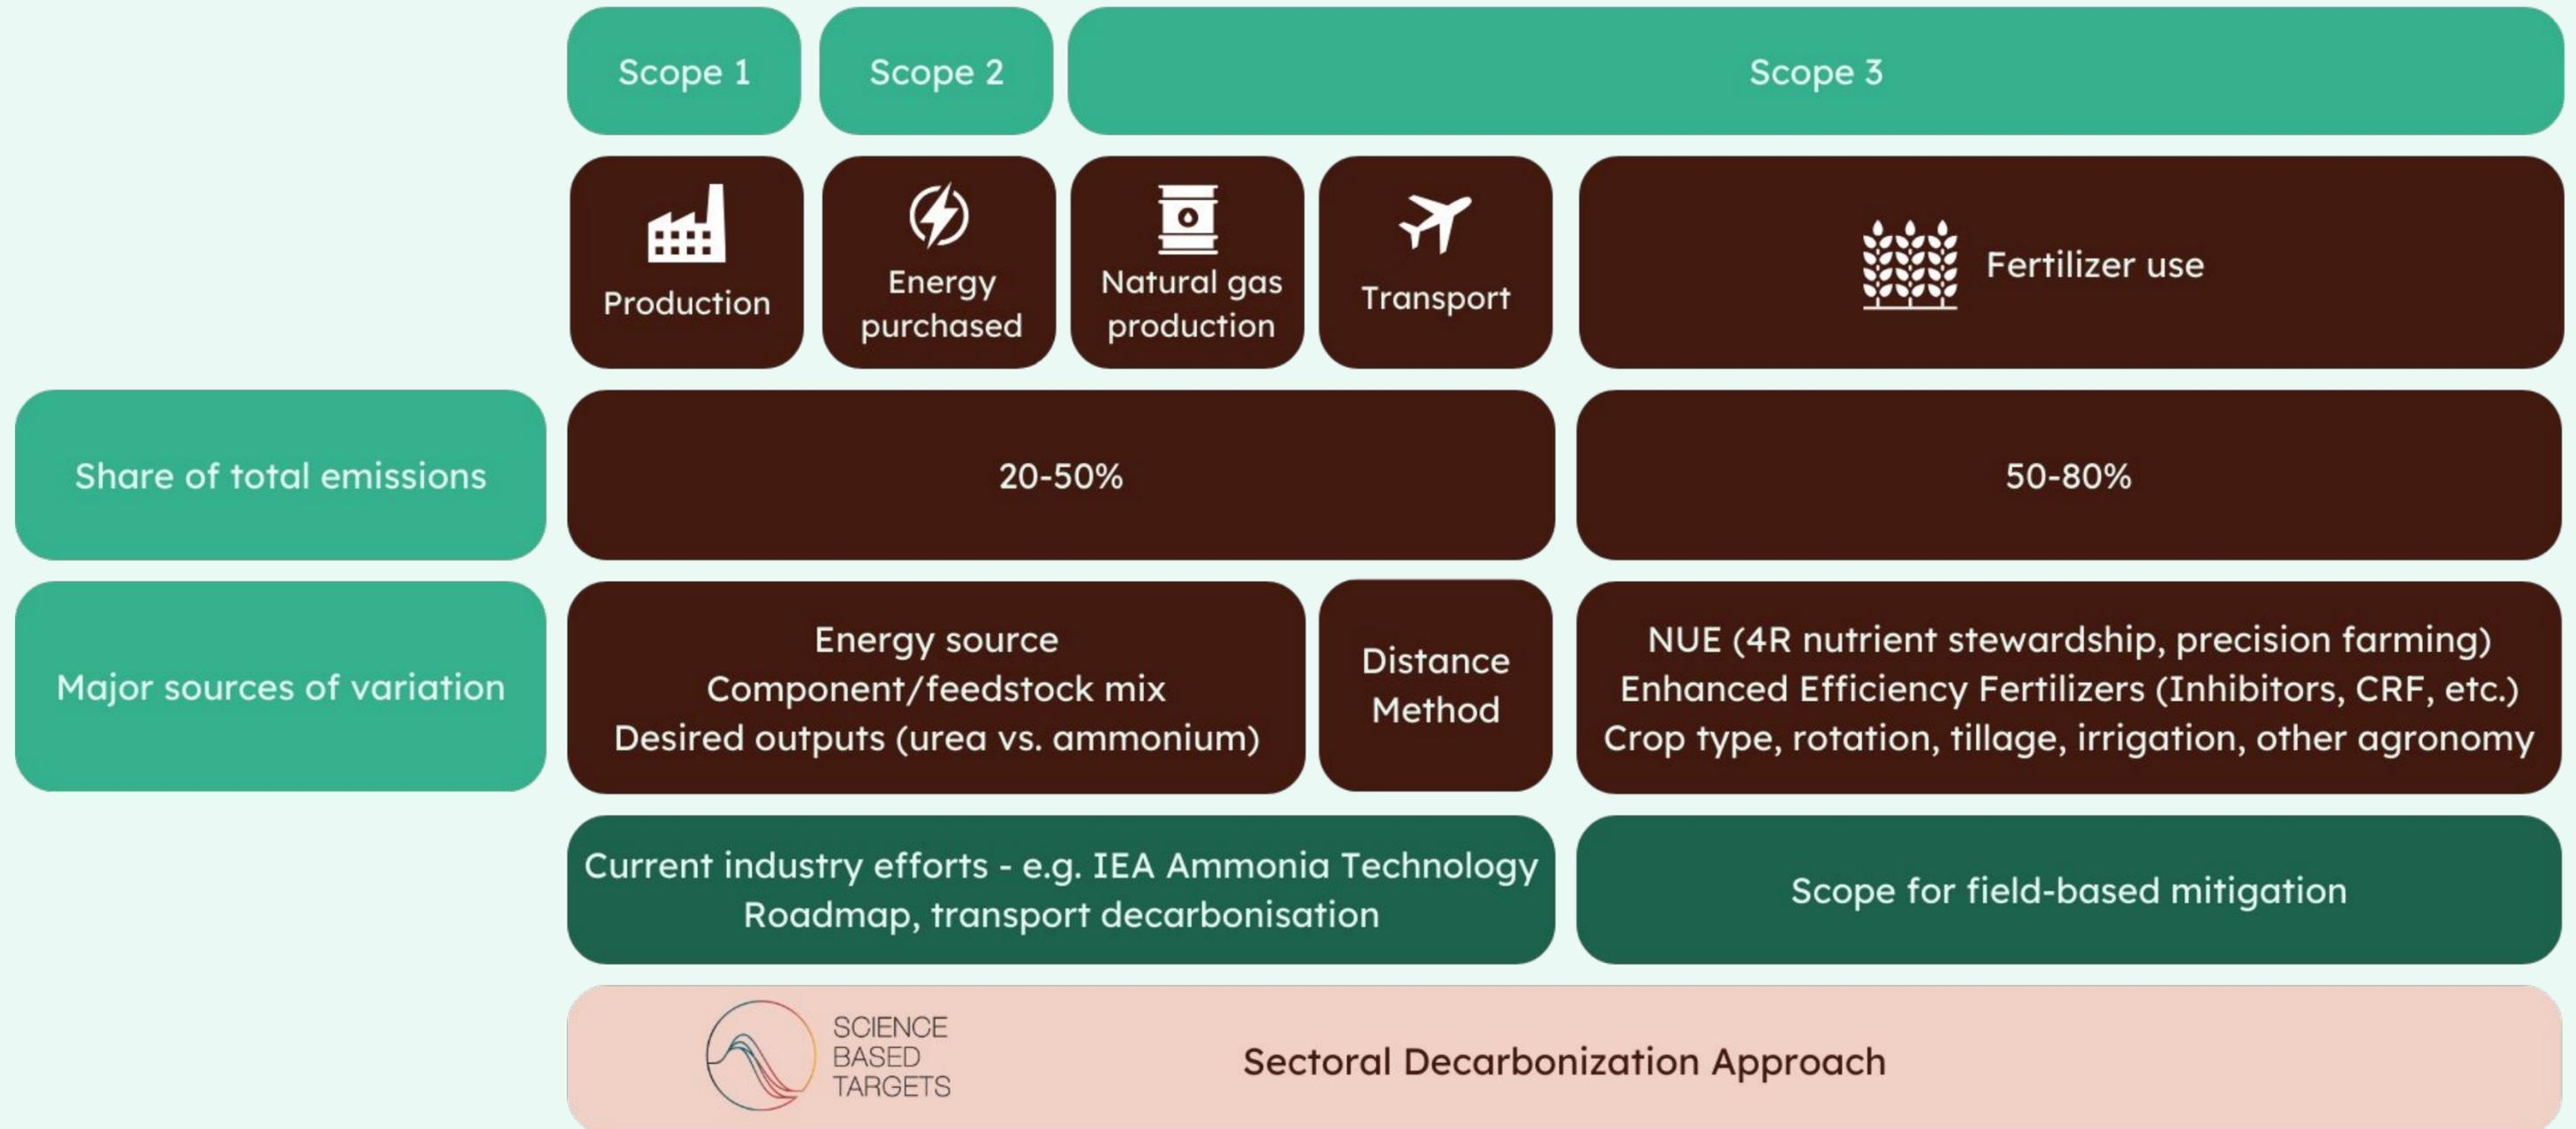 Scope 1
Scope 2
Scope 3
Production
Energy
purchased
Natural gas
production
Transport
Fertilizer use
Share of total emissions
20-50%
50-80%
Major sources of variation
Energy source
Component/feedstock mix
Desired outputs (urea vs. ammonium)
Distance
Method
NUE (4R nutrient stewardship, precision farming)
Enhanced Efficiency Fertilizers (Inhibitors, CRF, etc.)
Crop type, rotation, tillage, irrigation, other agronomy
Current industry efforts - e.g. IEA Ammonia Technology
Roadmap, transport decarbonisation
Scope for field-based mitigation
SCIENCE
BASED
TARGETS
Sectoral Decarbonization Approach